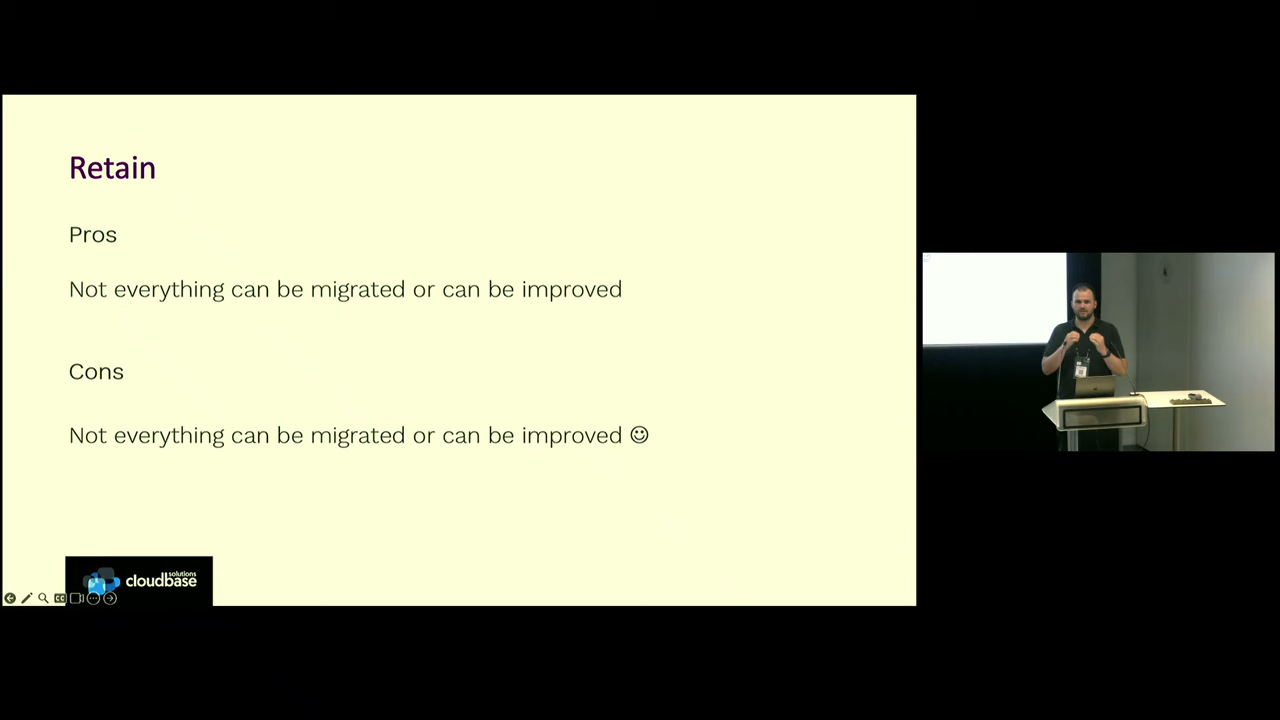 Retain
Pros
Not everything can be migrated or can be improved
Cons
Not everything can be migrated or can be improved ☺
solutions
cloudbase